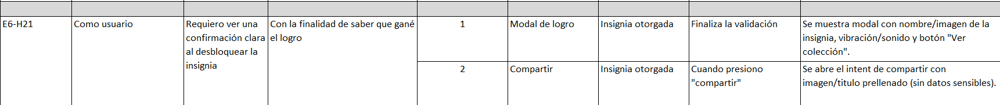 E6-H21
Como usuario
Requiero ver una
confirmación clara
al desbloquear la
insignia
Con la finalidad de saber que gané
el logro
1
Modal de logro
Insignia otorgada
Finaliza la validación
Se muestra modal con nombre/imagen de la
insignia, vibración/sonido y botón "Ver
colección".
2
Compartir
Insignia otorgada
Cuando presiono
"compartir"
Se abre el intent de compartir con
imagen/titulo prellenado (sin datos sensibles).